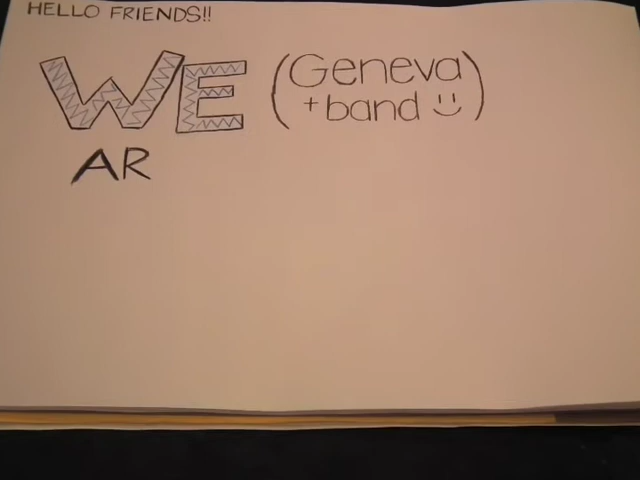 HELLO FRIENDS!!
WE (Geneva
+ band :))
AR